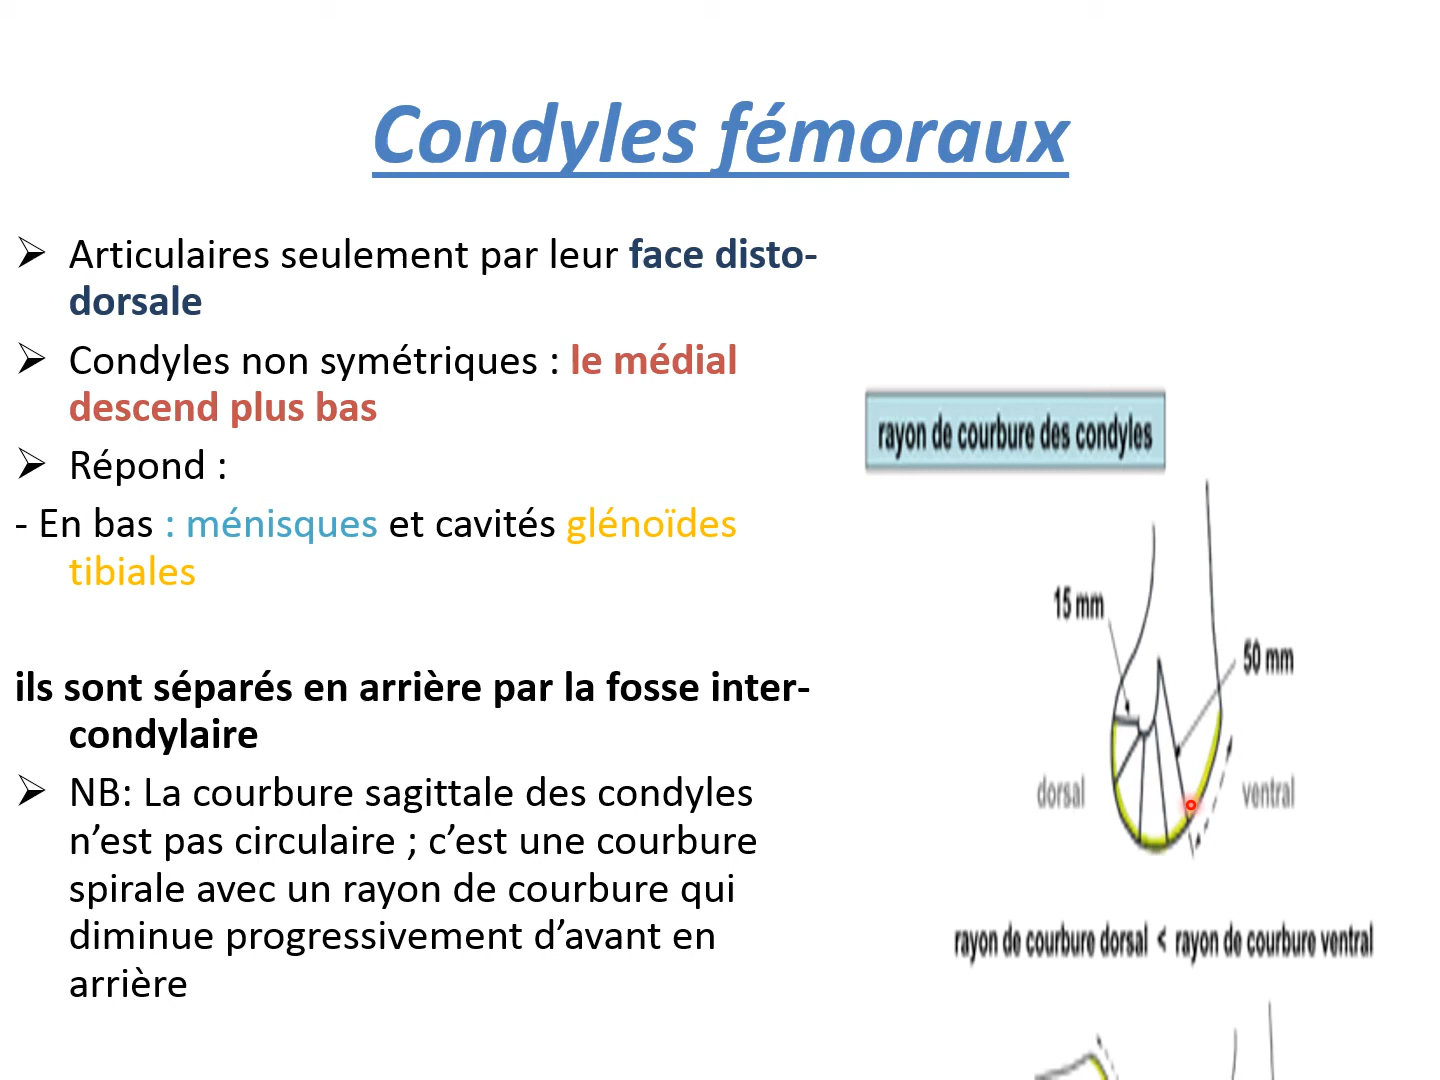 Condyles fémoraux
➢ Articulaires seulement par leur face disto-
dorsale
➢ Condyles non symétriques : le médial
descend plus bas
➢ Répond :
- En bas : ménisques et cavités glénoïdes
tibiales
ils sont séparés en arrière par la fosse inter-
condylaire
➢ NB: La courbure sagittale des condyles
n’est pas circulaire ; c’est une courbure
spirale avec un rayon de courbure qui
diminue progressivement d’avant en
arrière
rayon de courbure des condyles
15 mm
50 mm
dorsal
ventral
rayon de courbure dorsal < rayon de courbure ventral